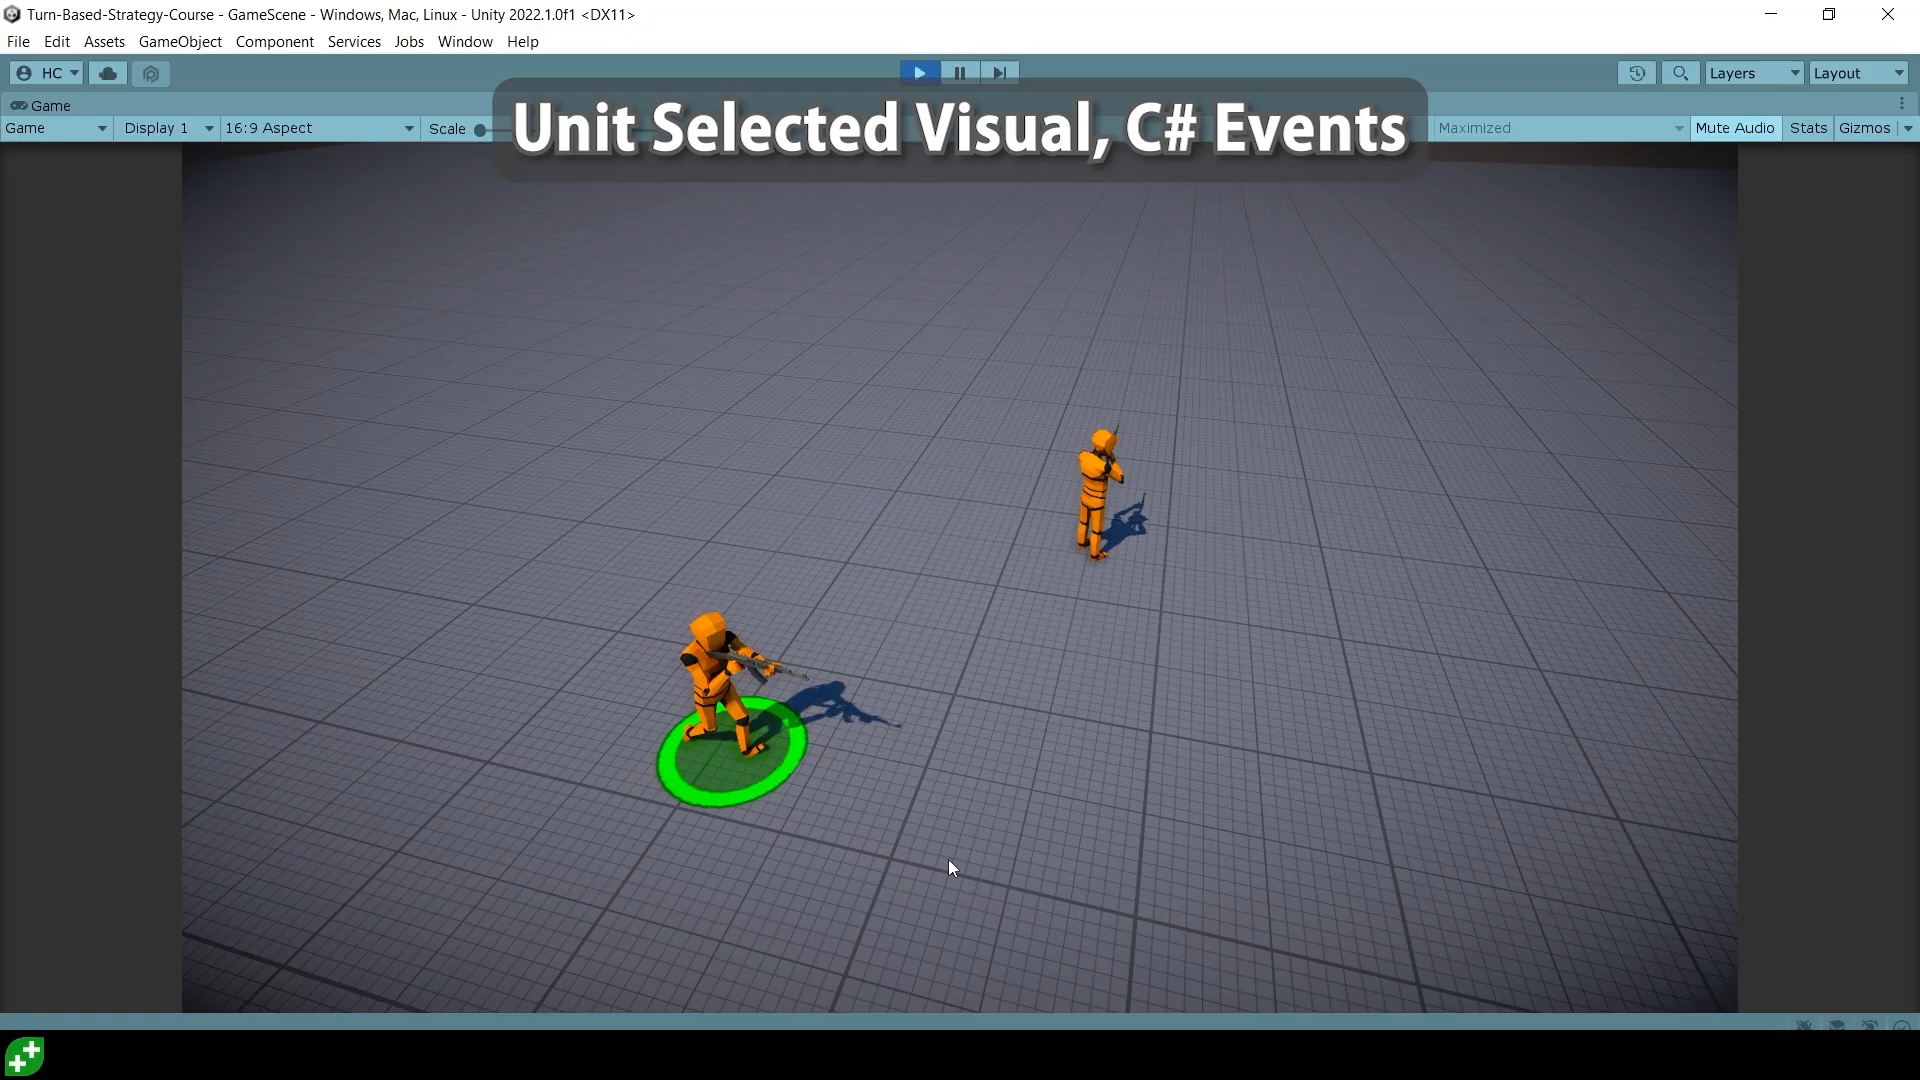 Turn-Based-Strategy-Course - GameScene - Windows, Mac, Linux - Unity 2022.1.0f1 <DX11>
File Edit Assets GameObject Component Services Jobs Window Help
HC Layers Layout
Game
Game Display 1 16:9 Aspect Scale Maximized Mute Audio Stats Gizmos
Unit Selected Visual, C# Events